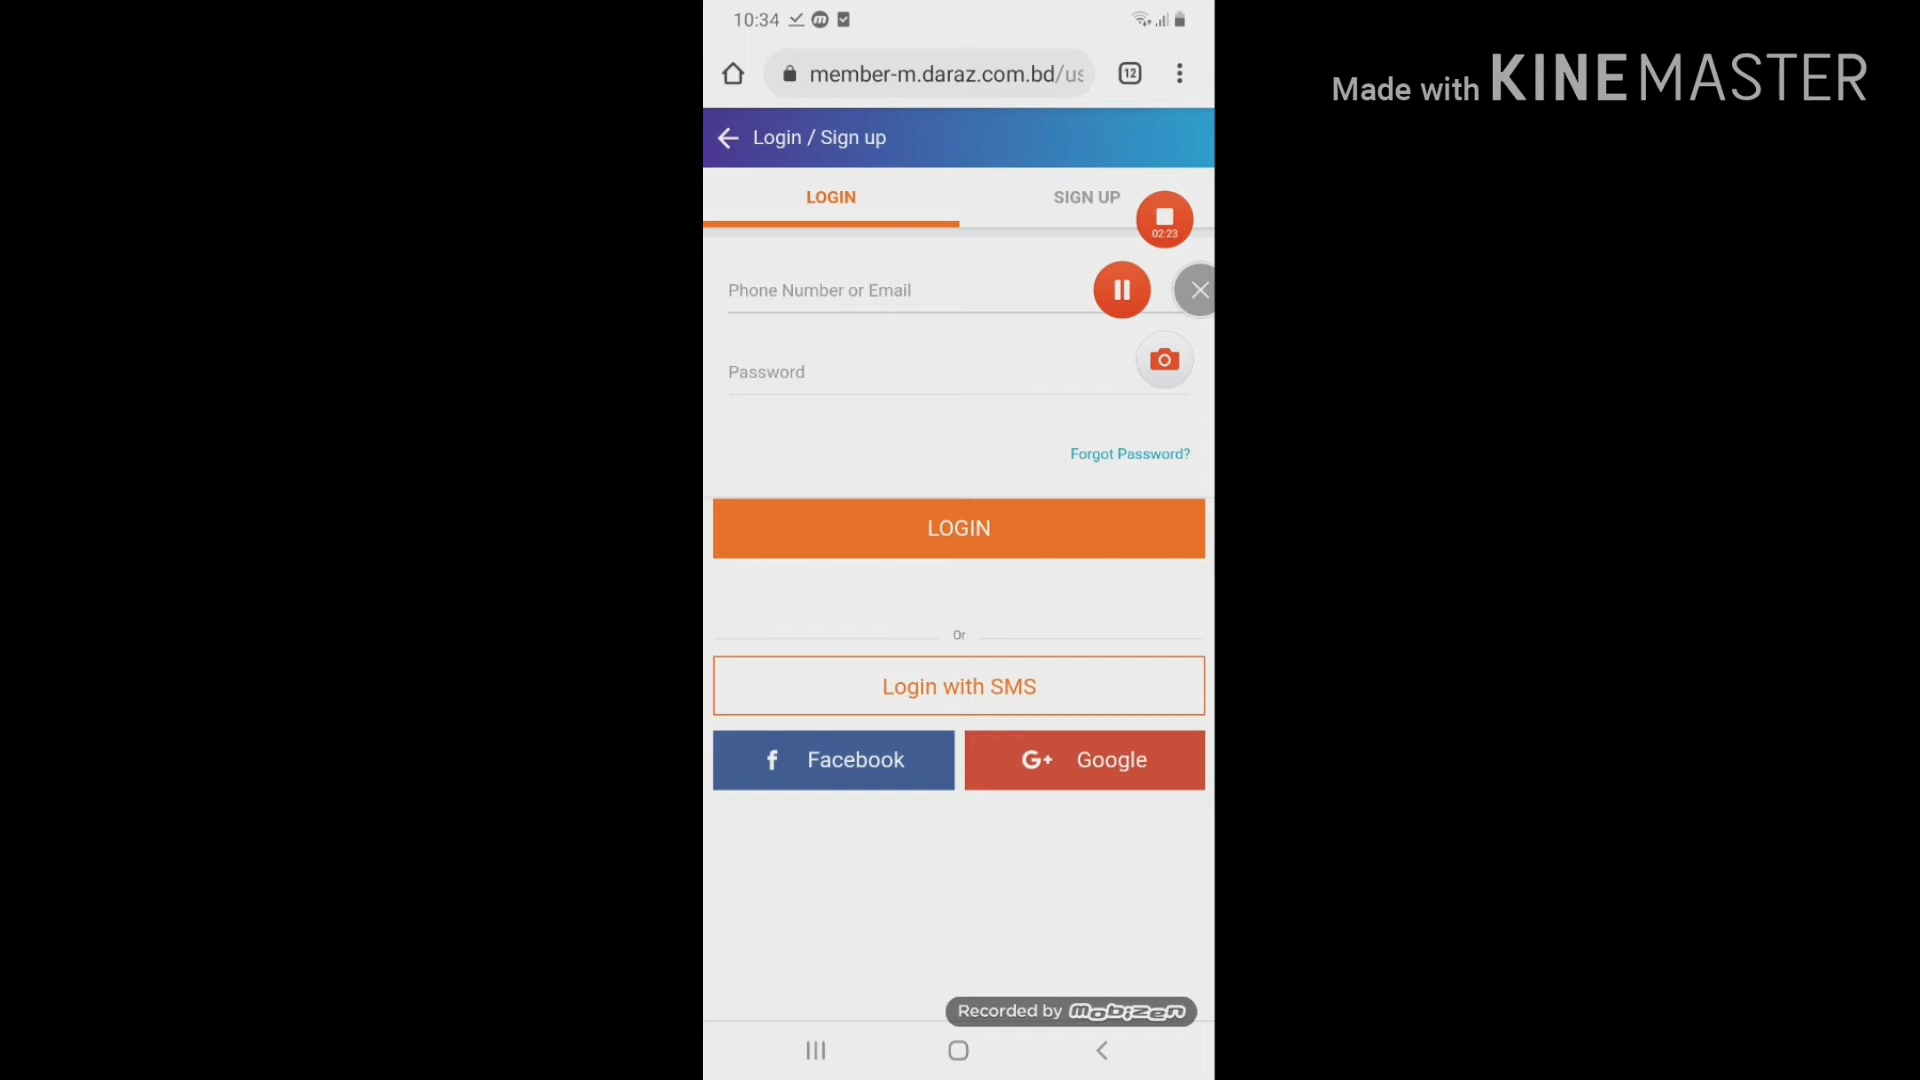 10:34
Made with KINEMASTER
member-m.daraz.com.bd/us
12
Login / Sign up
LOGIN
SIGN UP
02:23
Phone Number or Email
Password
Forgot Password?
LOGIN
Or
Login with SMS
f Facebook
G+ Google
Recorded by mobizen